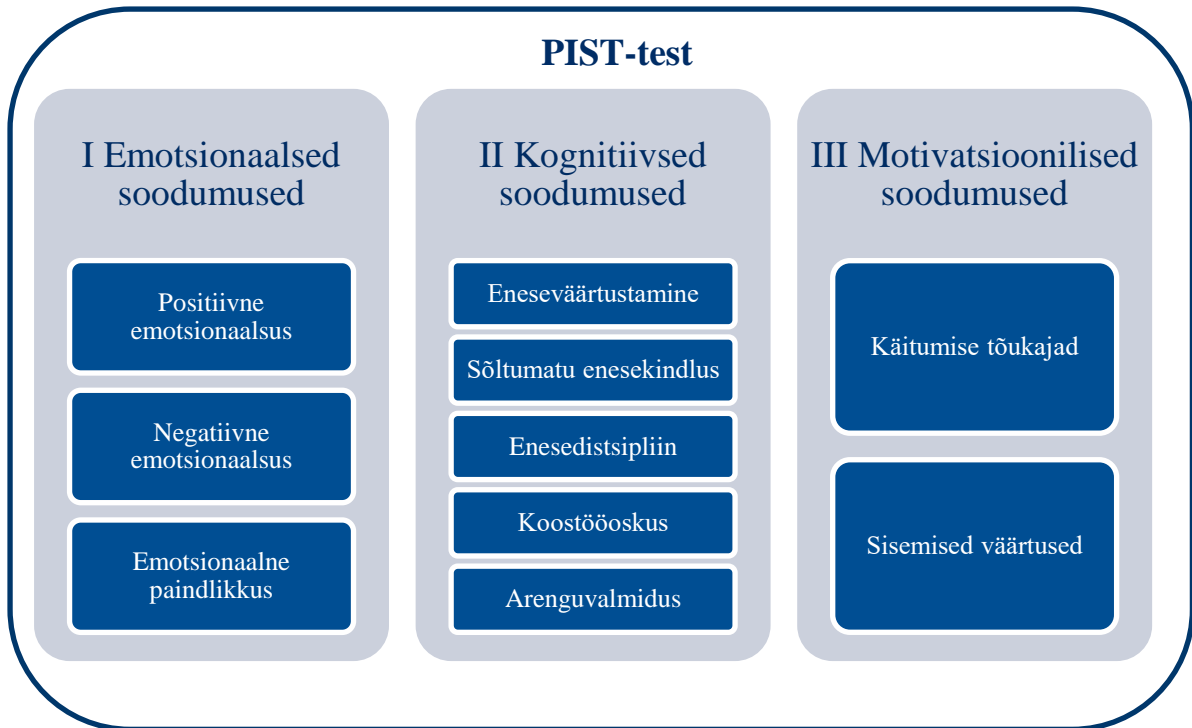 PIST-test
I Emotsionaalsed
soodumused
Positiivne
emotsionaalsus
Negatiivne
emotsionaalsus
Emotsionaalne
paindlikkus
II Kognitiivsed
soodumused
Eneseväärtustamine
Sõltumatu enesekindlus
Enesedistsipliin
Koostööoskus
Arenguvalmidus
III Motivatsioonilised
soodumused
Käitumise tõukajad
Sisemised väärtused